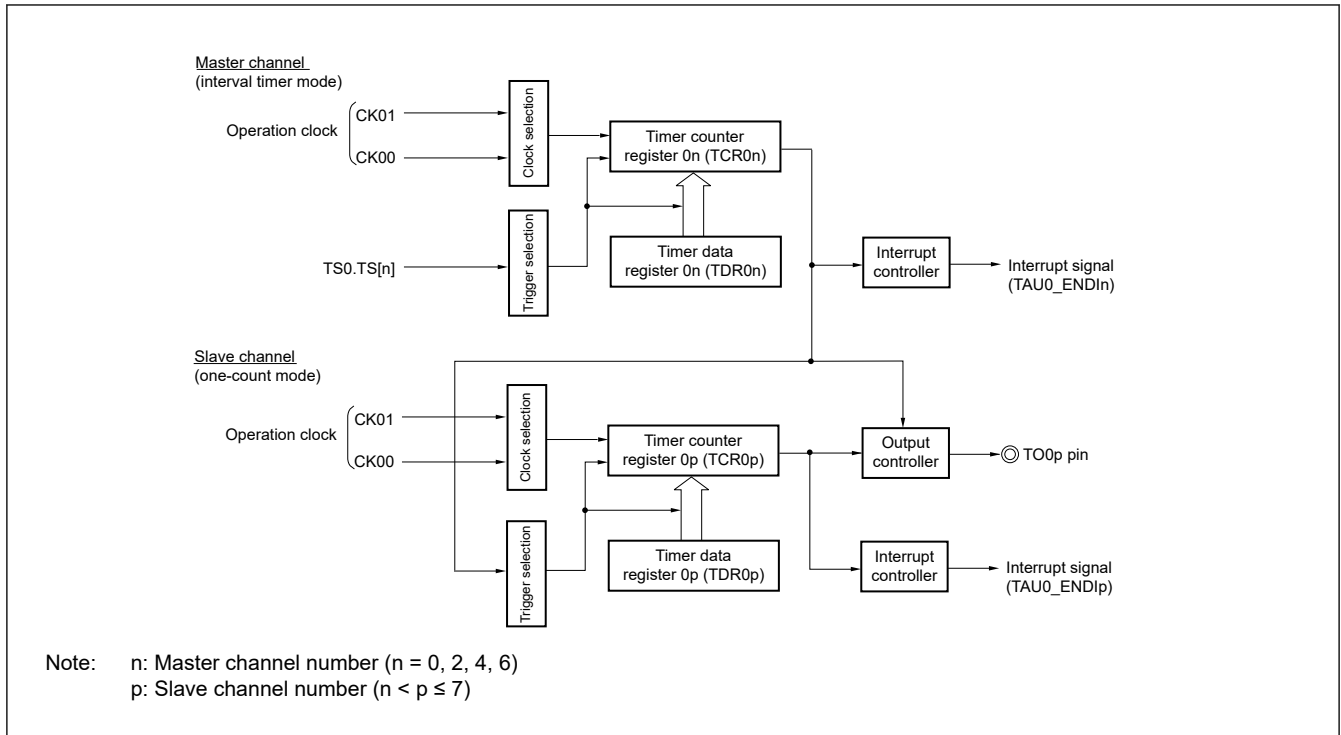 Master channel
(interval timer mode)
Operation clock
CK01
CK00
Clock selection
Timer counter
register 0n (TCR0n)
TS0.TS[n]
Trigger selection
Timer data
register 0n (TDR0n)
Interrupt
controller
Interrupt signal
(TAU0_ENDIn)
Slave channel
(one-count mode)
Operation clock
CK01
CK00
Clock selection
Timer counter
register 0p (TCR0p)
Output
controller
TO0p pin
Trigger selection
Timer data
register 0p (TDR0p)
Interrupt
controller
Interrupt signal
(TAU0_ENDIp)
Note: n: Master channel number (n = 0, 2, 4, 6)
p: Slave channel number (n < p ≤ 7)